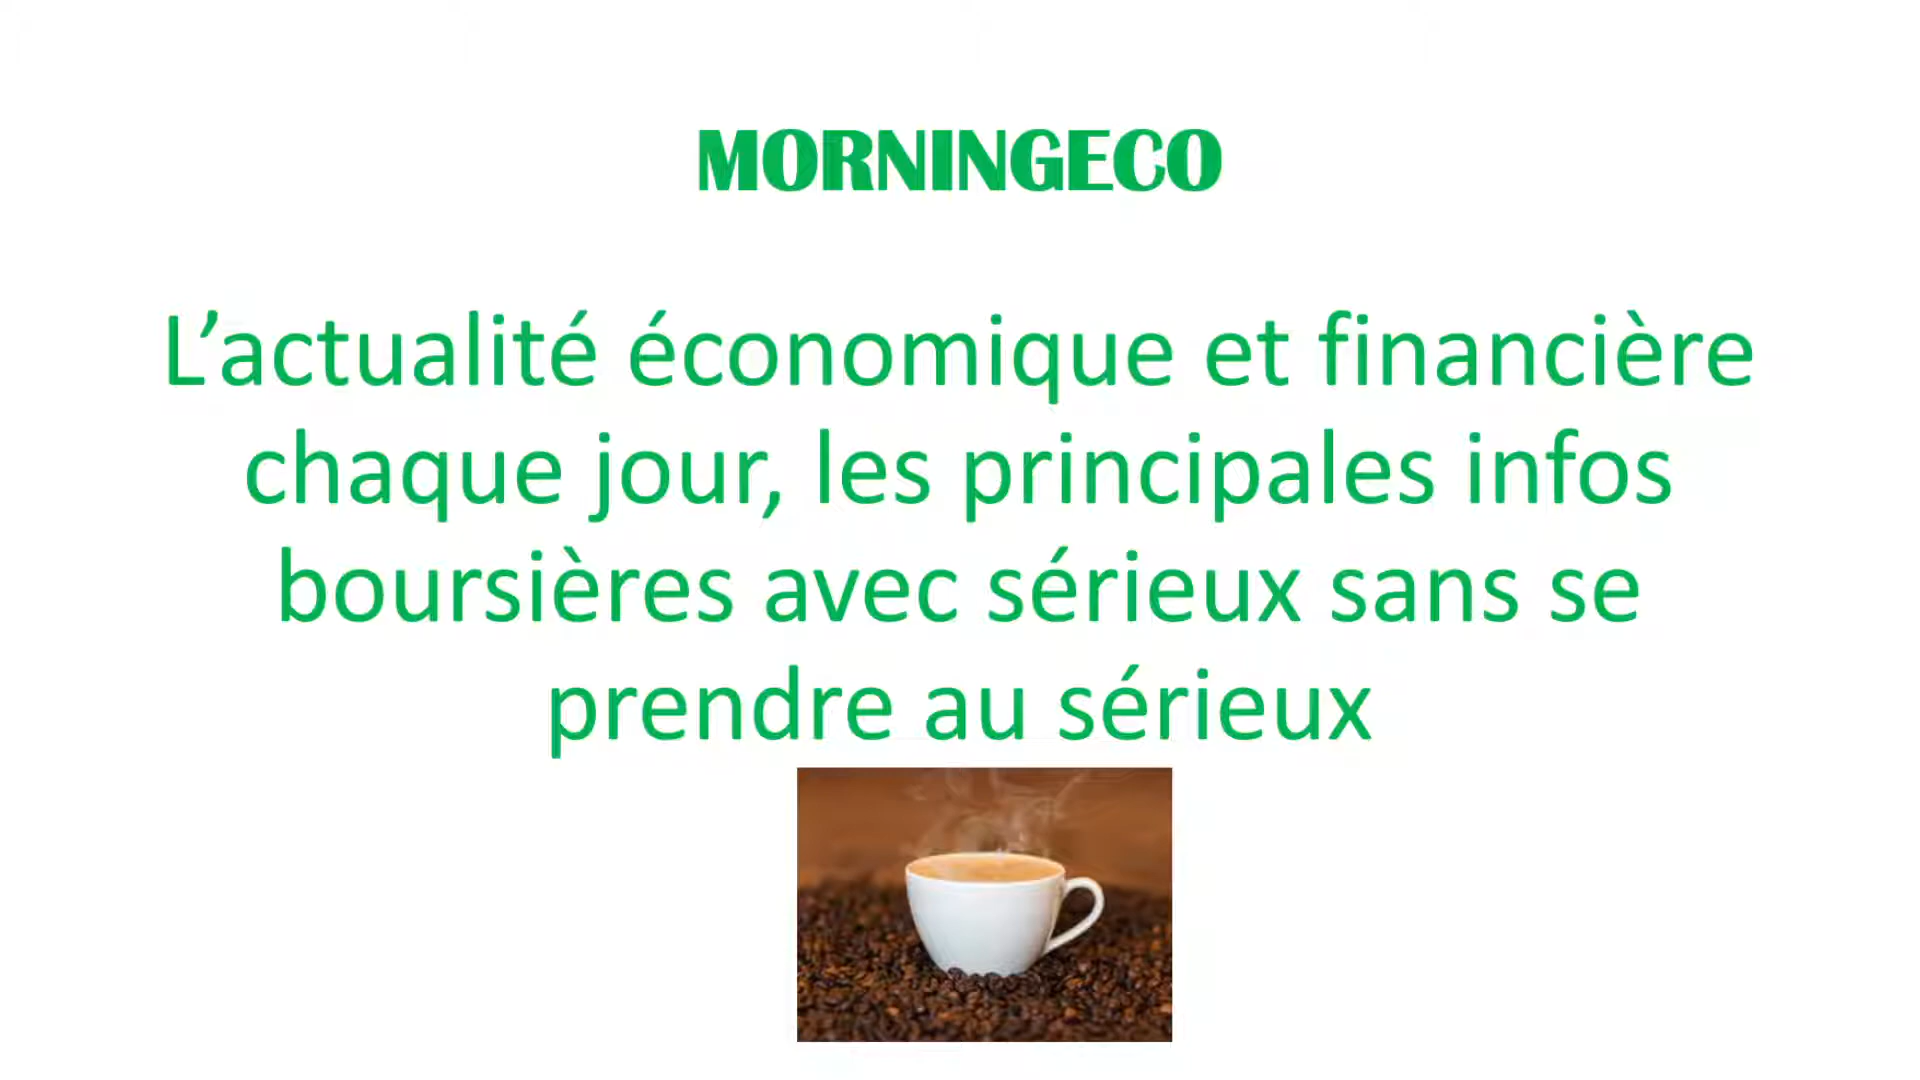 MORNINGECO
L’actualité économique et financière
chaque jour, les principales infos
boursières avec sérieux sans se
prendre au sérieux